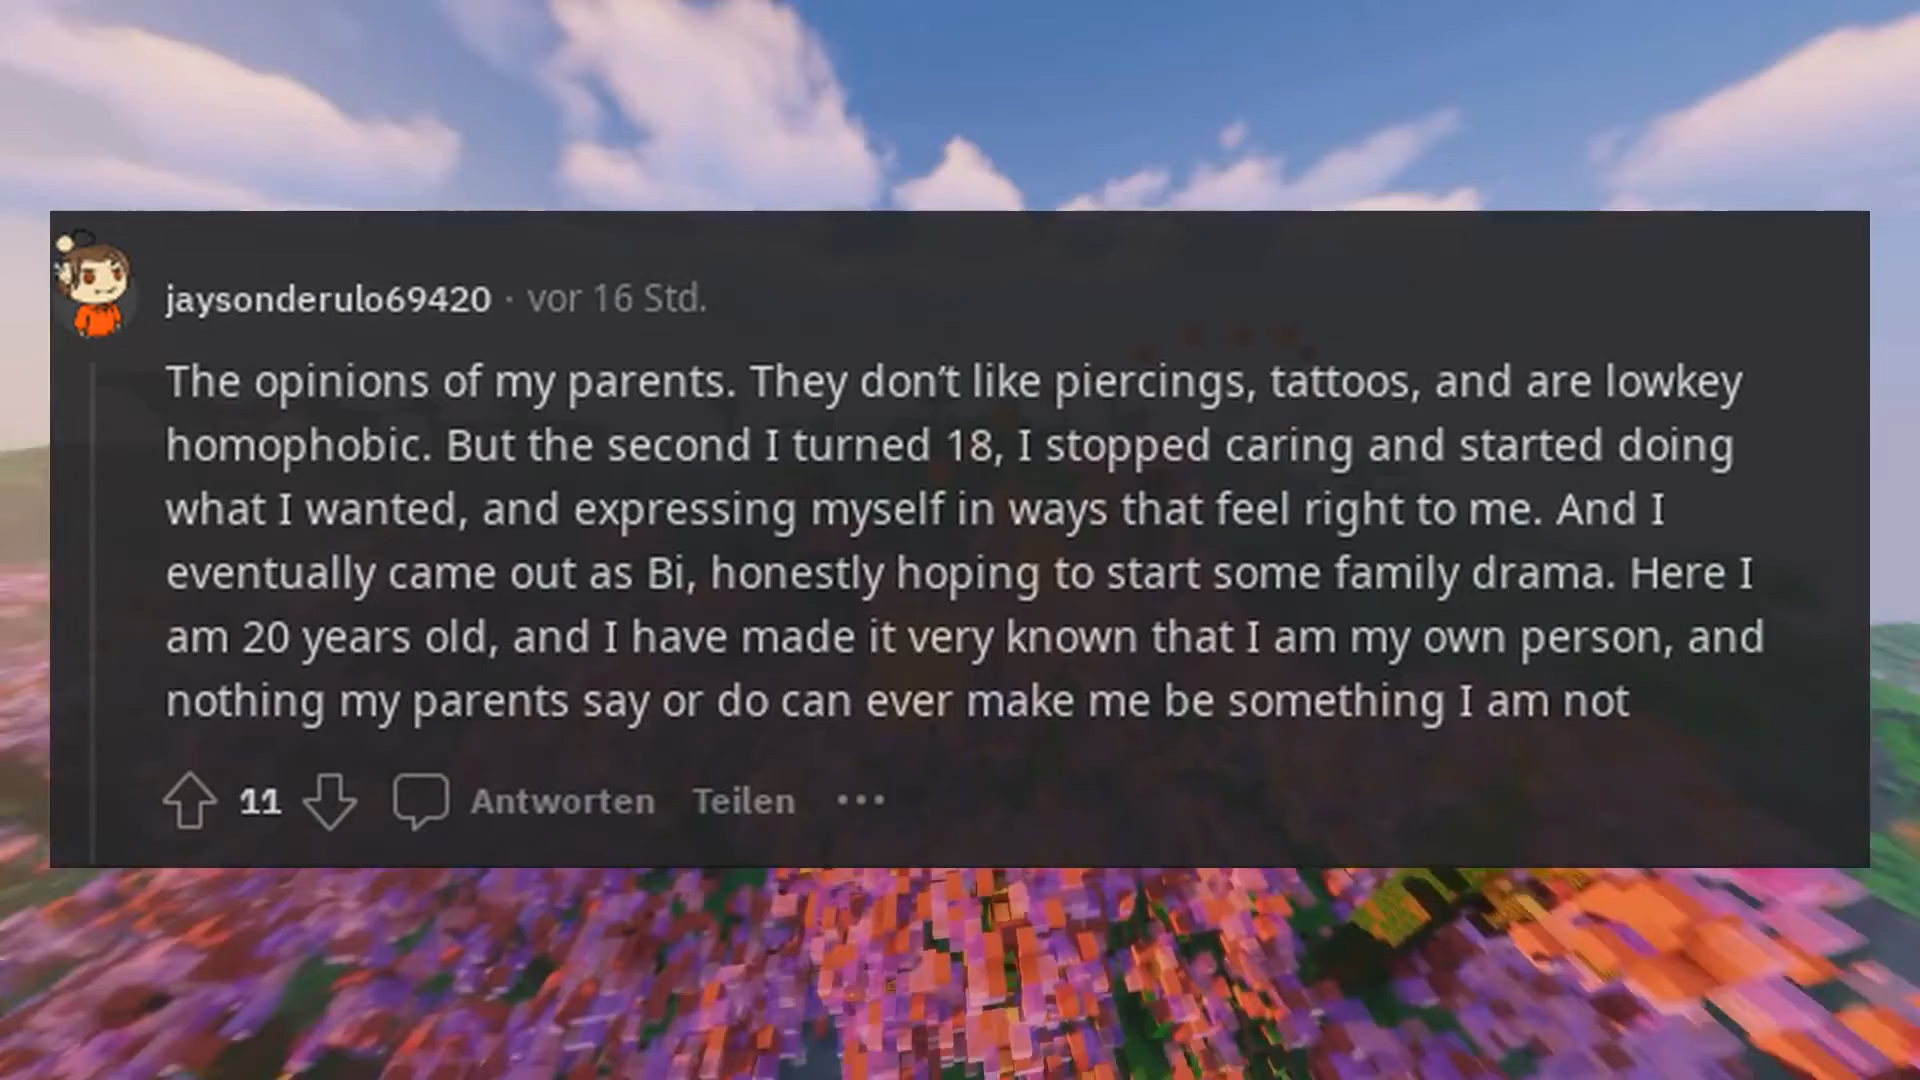 jaysonderulo69420 · vor 16 Std.
The opinions of my parents. They don't like piercings, tattoos, and are lowkey
homophobic. But the second I turned 18, I stopped caring and started doing
what I wanted, and expressing myself in ways that feel right to me. And I
eventually came out as Bi, honestly hoping to start some family drama. Here I
am 20 years old, and I have made it very known that I am my own person, and
nothing my parents say or do can ever make me be something I am not
11 Antworten Teilen ···